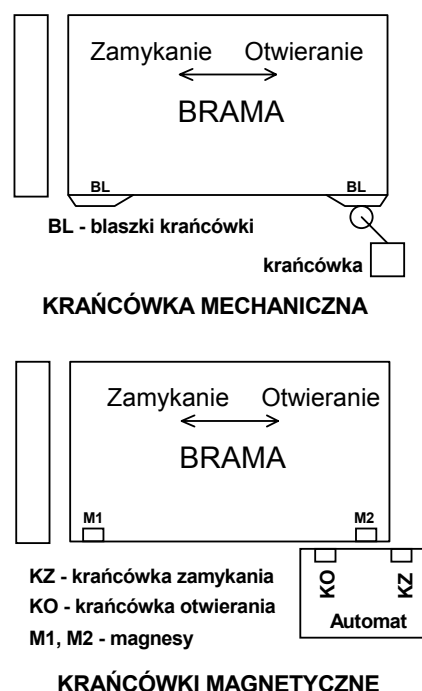 Zamykanie Otwieranie
BRAMA
BL BL
BL - blaszki krańcówki
krańcówka
KRAŃCÓWKA MECHANICZNA
Zamykanie Otwieranie
BRAMA
M1 M2
KZ - krańcówka zamykania
KO - krańcówka otwierania
M1, M2 - magnesy
KO KZ
Automat
KRAŃCÓWKI MAGNETYCZNE